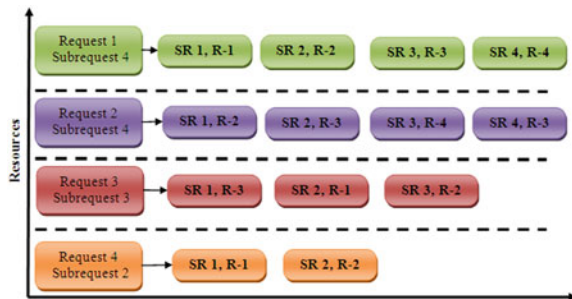 Resources
Request 1
Subrequest 4
SR 1, R-1
SR 2, R-2
SR 3, R-3
SR 4, R-4
Request 2
Subrequest 4
SR 1, R-2
SR 2, R-3
SR 3, R-4
SR 4, R-3
Request 3
Subrequest 3
SR 1, R-3
SR 2, R-1
SR 3, R-2
Request 4
Subrequest 2
SR 1, R-1
SR 2, R-2